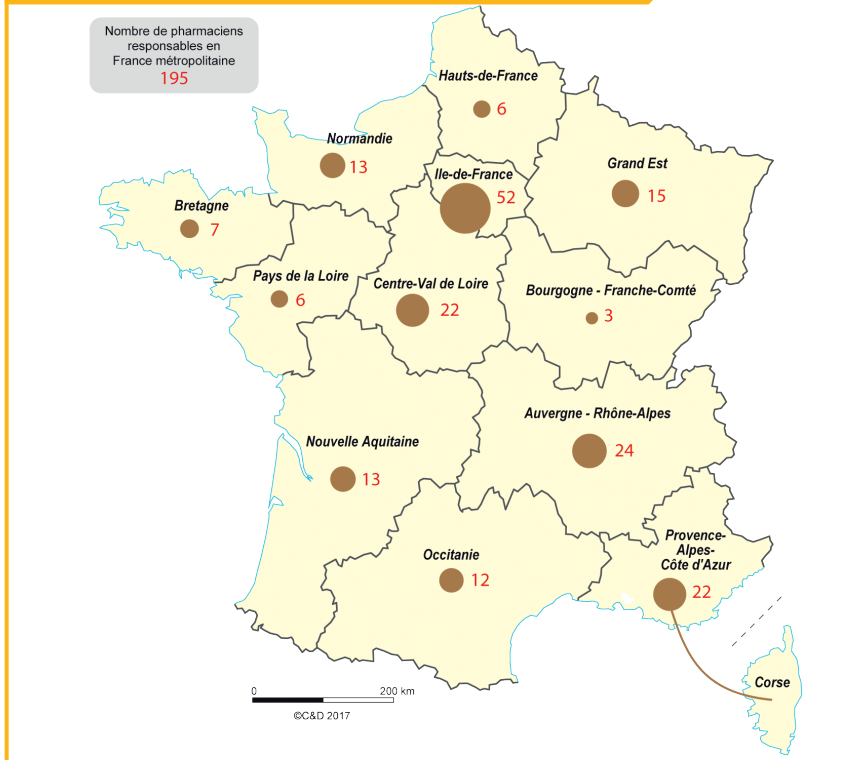 Nombre de pharmaciens
responsables en
France métropolitaine
195
Hauts-de-France
6
Normandie
13
Ile-de-France
52
Grand Est
15
Bretagne
7
Pays de la Loire
6
Centre-Val de Loire
22
Bourgogne - Franche-Comté
3
Auvergne - Rhône-Alpes
24
Nouvelle Aquitaine
13
Occitanie
12
Provence-
Alpes-
Côte d'Azur
22
Corse
0 200 km
©C&D 2017